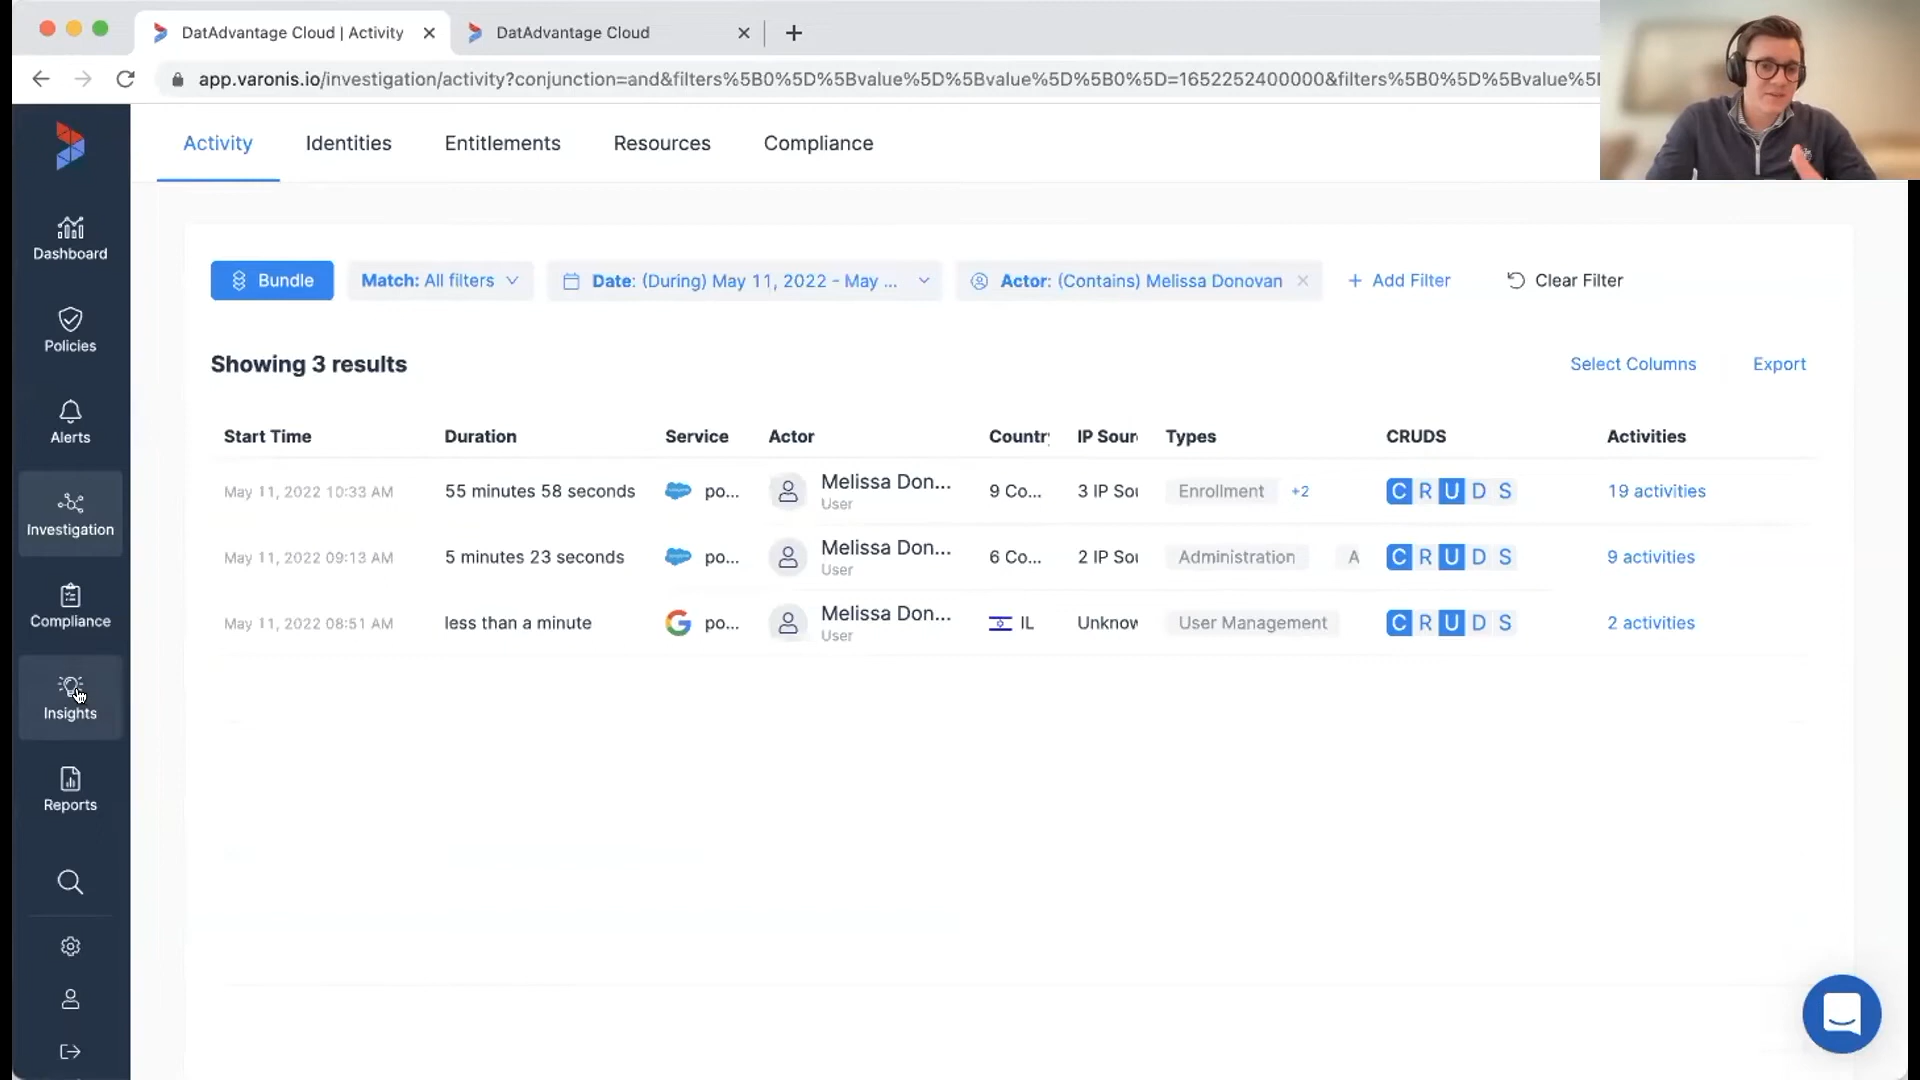 DatAdvantage Cloud | Activity
DatAdvantage Cloud
app.varonis.io/investigation/activity?conjunction=and&filters%5B0%5D%5Bvalue%5D%5Bvalue%5D%5B0%5D=1652252400000&filters%5B0%5D%5Bvalue%5
Activity
Identities
Entitlements
Resources
Compliance
Dashboard
Policies
Alerts
Investigation
Compliance
Insights
Reports
Bundle
Match: All filters
Date: (During) May 11, 2022 - May ...
Actor: (Contains) Melissa Donovan
+ Add Filter
Clear Filter
Showing 3 results
Select Columns
Export
Start Time Duration Service Actor Countr IP Sour Types CRUDS Activities
May 11, 2022 10:33 AM 55 minutes 58 seconds po... Melissa Don... 9 Co... 3 IP Sou Enrollment +2 C R U D S 19 activities
User
May 11, 2022 09:13 AM 5 minutes 23 seconds po... Melissa Don... 6 Co... 2 IP Sou Administration A C R U D S 9 activities
User
May 11, 2022 08:51 AM less than a minute po... Melissa Don... IL Unknow User Management C R U D S 2 activities
User